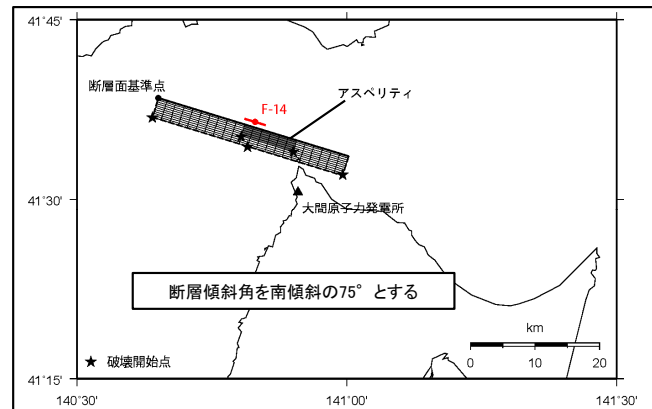 41°45'
断層面基準点
アスペリティ
F-14
41°30'
大間原子力発電所
断層傾斜角を南傾斜の75°とする
km
★ 破壊開始点
0 10 20
41°15'
140°30' 141°00' 141°30'